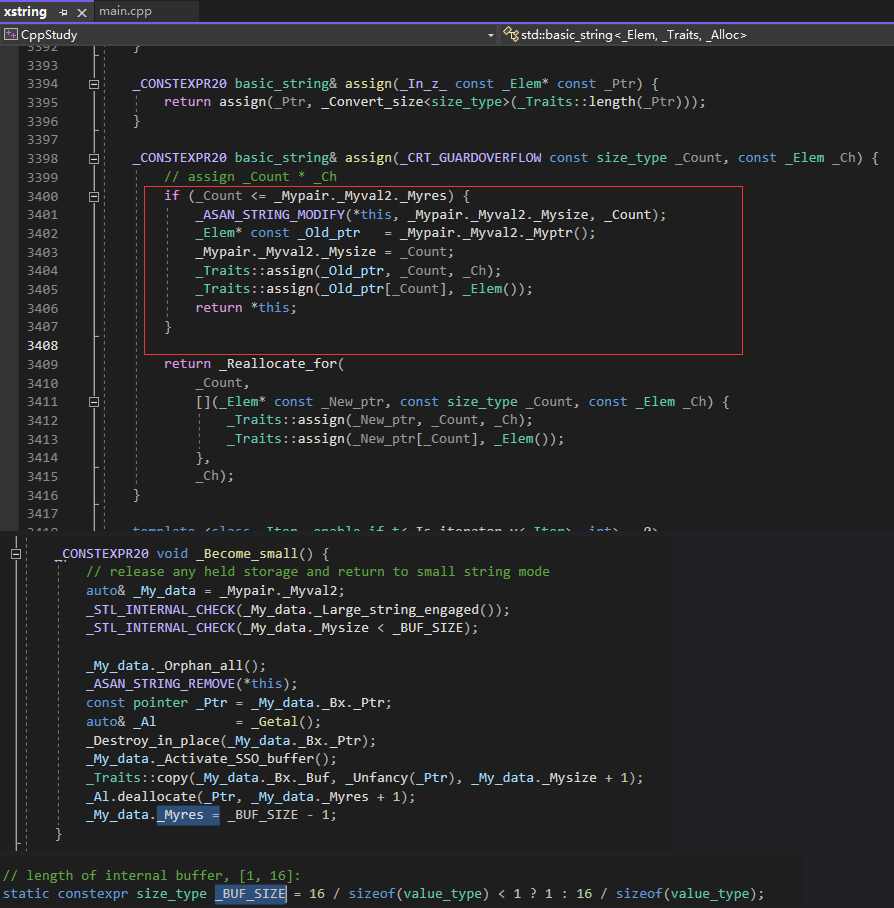 xstring
main.cpp
CppStudy
std::basic_string<_Elem, _Traits, _Alloc>
3392 }
3393
3394 _CONSTEXPR20 basic_string& assign(_In_z_ const _Elem* const _Ptr) {
3395 return assign(_Ptr, _Convert_size<size_type>(_Traits::length(_Ptr)));
3396 }
3397
3398 _CONSTEXPR20 basic_string& assign(_CRT_GUARDOVERFLOW const size_type _Count, const _Elem _Ch) {
3399 // assign _Count * _Ch
3400 if (_Count <= _Mypair._Myval2._Myres) {
3401 _ASAN_STRING_MODIFY(*this, _Mypair._Myval2._Mysize, _Count);
3402 _Elem* const _Old_ptr = _Mypair._Myval2._Myptr();
3403 _Mypair._Myval2._Mysize = _Count;
3404 _Traits::assign(_Old_ptr, _Count, _Ch);
3405 _Traits::assign(_Old_ptr[_Count], _Elem());
3406 return *this;
3407 }
3408
3409 return _Reallocate_for(
3410 _Count,
3411 [](_Elem* const _New_ptr, const size_type _Count, const _Elem _Ch) {
3412 _Traits::assign(_New_ptr, _Count, _Ch);
3413 _Traits::assign(_New_ptr[_Count], _Elem());
3414 },
3415 _Ch);
3416 }
3417
3418 template <class _Iter, enable_if_t<_Is_iterator_v<_Iter>, int> = 0>
_CONSTEXPR20 void _Become_small() {
// release any held storage and return to small string mode
auto& _My_data = _Mypair._Myval2;
_STL_INTERNAL_CHECK(_My_data._Large_string_engaged());
_STL_INTERNAL_CHECK(_My_data._Mysize < _BUF_SIZE);
_My_data._Orphan_all();
_ASAN_STRING_REMOVE(*this);
const pointer _Ptr = _My_data._Bx._Ptr;
auto& _Al = _Getal();
_Destroy_in_place(_My_data._Bx._Ptr);
_My_data._Activate_SSO_buffer();
_Traits::copy(_My_data._Bx._Buf, _Unfancy(_Ptr), _My_data._Mysize + 1);
_Al.deallocate(_Ptr, _My_data._Myres + 1);
_My_data._Myres = _BUF_SIZE - 1;
}
// length of internal buffer, [1, 16]:
static constexpr size_type _BUF_SIZE = 16 / sizeof(value_type) < 1 ? 1 : 16 / sizeof(value_type);